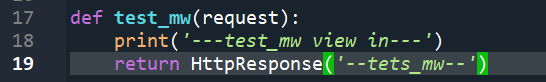 17 def test_mw(request):
18     print('---test_mw view in---')
19     return HttpResponse('--tets_mw--')